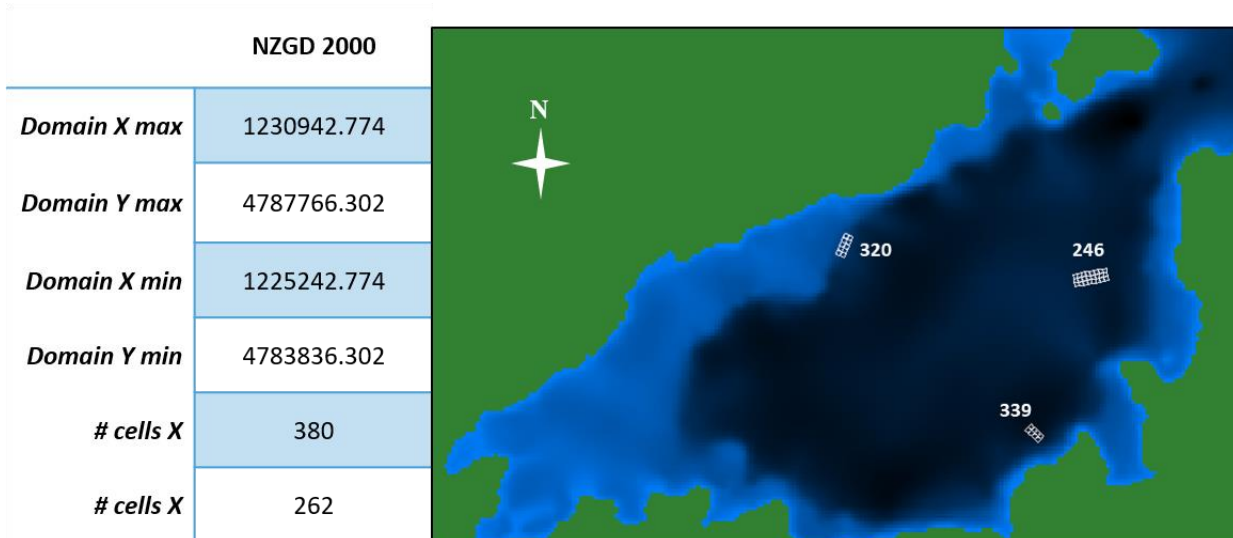 NZGD 2000
Domain X max 1230942.774
Domain Y max 4787766.302
Domain X min 1225242.774
Domain Y min 4783836.302
# cells X 380
# cells X 262
N
320
246
339